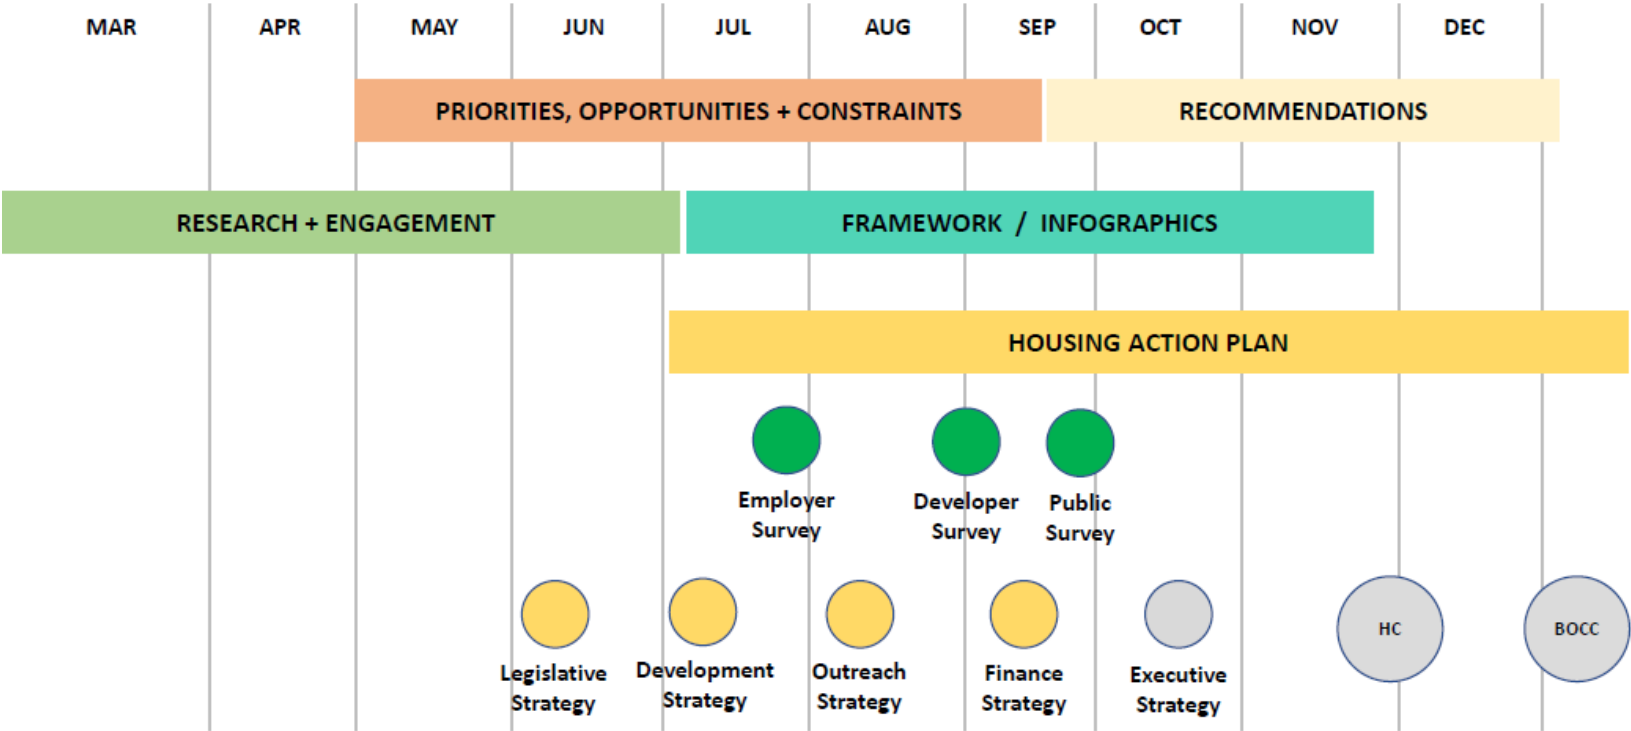 MAR APR MAY JUN JUL AUG SEP OCT NOV DEC
PRIORITIES, OPPORTUNITIES + CONSTRAINTS
RECOMMENDATIONS
RESEARCH + ENGAGEMENT
FRAMEWORK / INFOGRAPHICS
HOUSING ACTION PLAN
Employer
Survey
Developer
Survey
Public
Survey
Legislative
Strategy
Development
Strategy
Outreach
Strategy
Finance
Strategy
Executive
Strategy
HC
BOCC